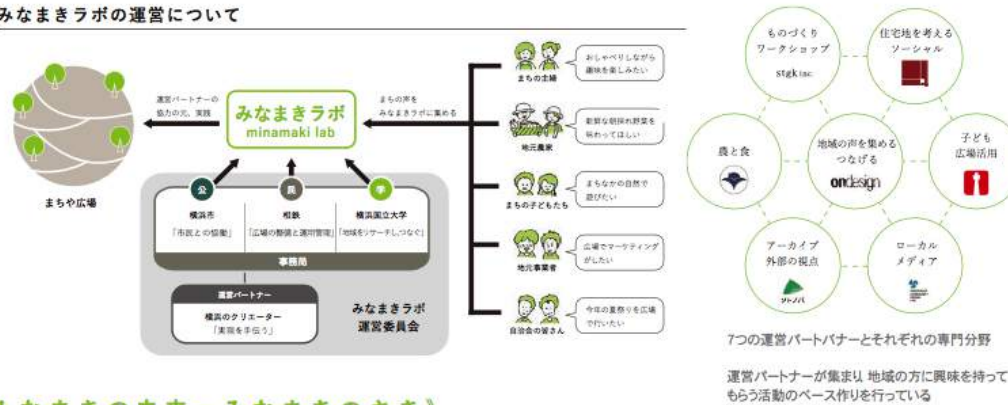 みなまきラボの運営について
まちや広場
運営パートナーの
協力の元、実践
みなまきラボ
minamaki lab
まちの声を
みなまきラボに集める
公
民
学
横浜市
「市民との協働」
相鉄
「広場の整備と運用管理」
横浜国立大学
「地域をリサーチし、つなぐ」
事務局
運営パートナー
横浜のクリエーター
「実現を手伝う」
みなまきラボ
運営委員会
まちの主婦
おしゃべりしながら
趣味を楽しみたい
地元農家
新鮮な朝採れ野菜を
味わってほしい
まちの子どもたち
まちなかの自然で
遊びたい
地元事業者
広場でマーケティング
がしたい
自治会の皆さん
今年の夏祭りを広場
で行いたい
ものづくり
ワークショップ
stgk inc.
住宅地を考える
ソーシャル
農と食
地域の声を集める
つなげる
ondesign
子ども
広場活用
アーカイブ
外部の視点
ソトノバ
ローカル
メディア
7つの運営パートバナーとそれぞれの専門分野
運営パートナーが集まり、地域の方に興味を持って
もらう活動のベース作りを行っている